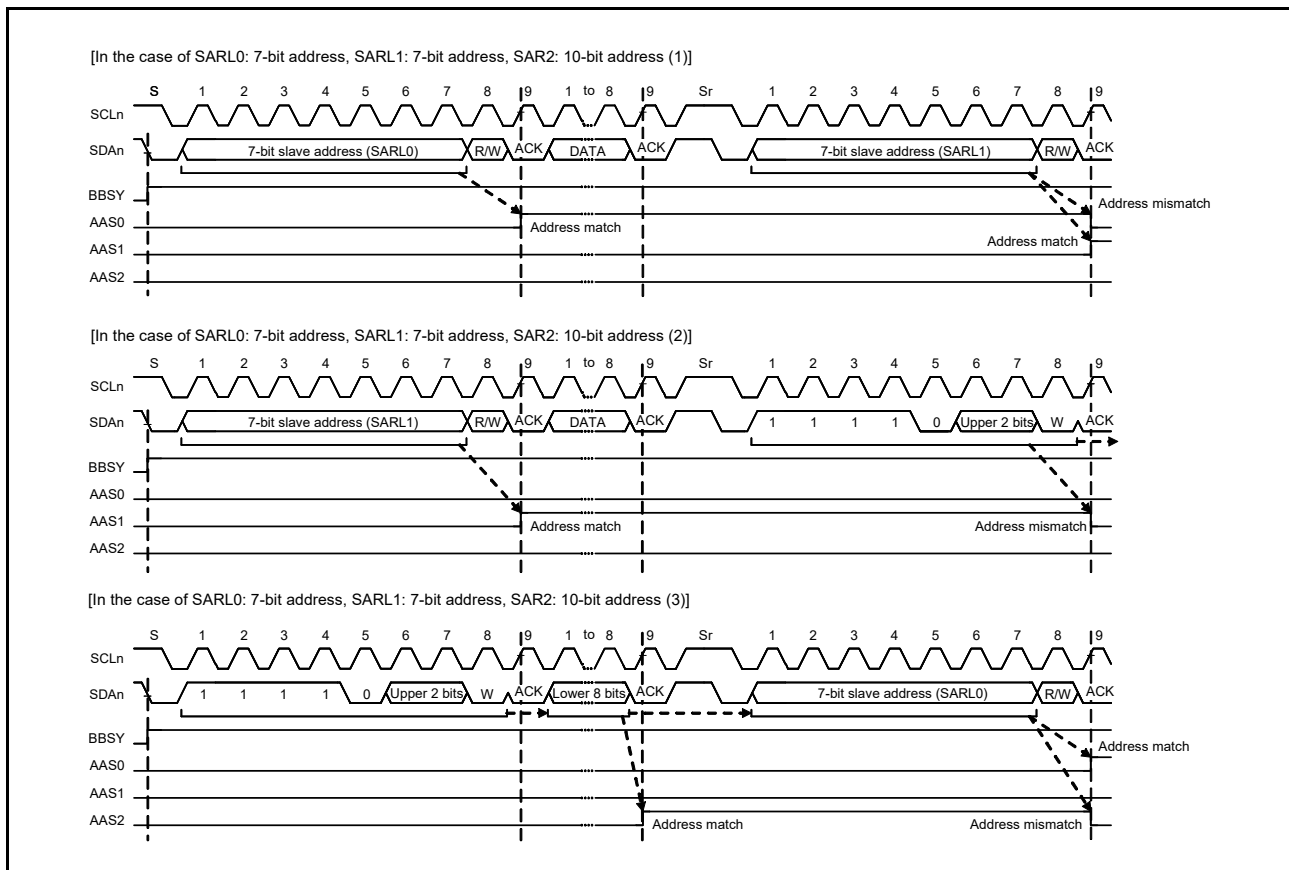 [In the case of SARL0: 7-bit address, SARL1: 7-bit address, SAR2: 10-bit address (1)]
S 1 2 3 4 5 6 7 8 9 1 to 8 9 Sr 1 2 3 4 5 6 7 8 9
SCLn
SDAn 7-bit slave address (SARL0) R/W ACK DATA ACK 7-bit slave address (SARL1) R/W ACK
BBSY
Address mismatch
AAS0 Address match
Address match
AAS1
AAS2
[In the case of SARL0: 7-bit address, SARL1: 7-bit address, SAR2: 10-bit address (2)]
S 1 2 3 4 5 6 7 8 9 1 to 8 9 Sr 1 2 3 4 5 6 7 8 9
SCLn
SDAn 7-bit slave address (SARL1) R/W ACK DATA ACK 1 1 1 1 0 Upper 2 bits W ACK
BBSY
AAS0
AAS1 Address match Address mismatch
AAS2
[In the case of SARL0: 7-bit address, SARL1: 7-bit address, SAR2: 10-bit address (3)]
S 1 2 3 4 5 6 7 8 9 1 to 8 9 Sr 1 2 3 4 5 6 7 8 9
SCLn
SDAn 1 1 1 1 0 Upper 2 bits W ACK Lower 8 bits ACK 7-bit slave address (SARL0) R/W ACK
BBSY Address match
AAS0
AAS1
AAS2 Address match Address mismatch